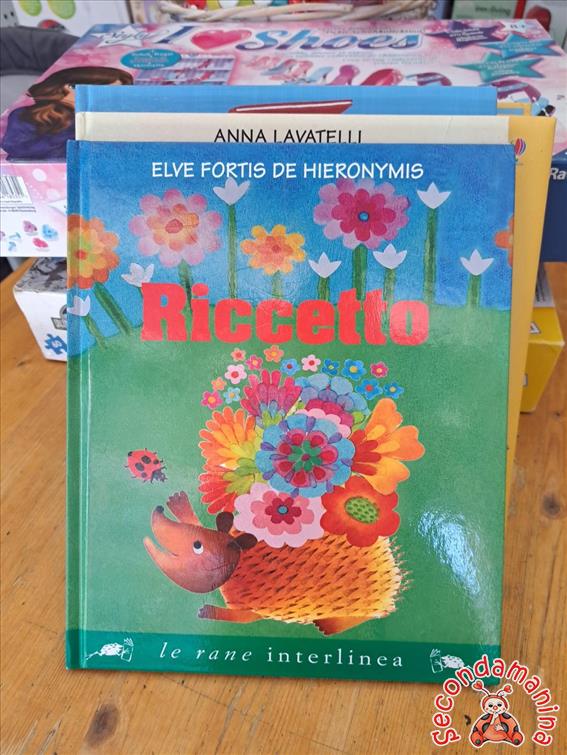 I Shoes
ANNA LAVATELLI
ELVE FORTIS DE HIERONYMIS
Riccetto
le rane interlinea
Secondamanina